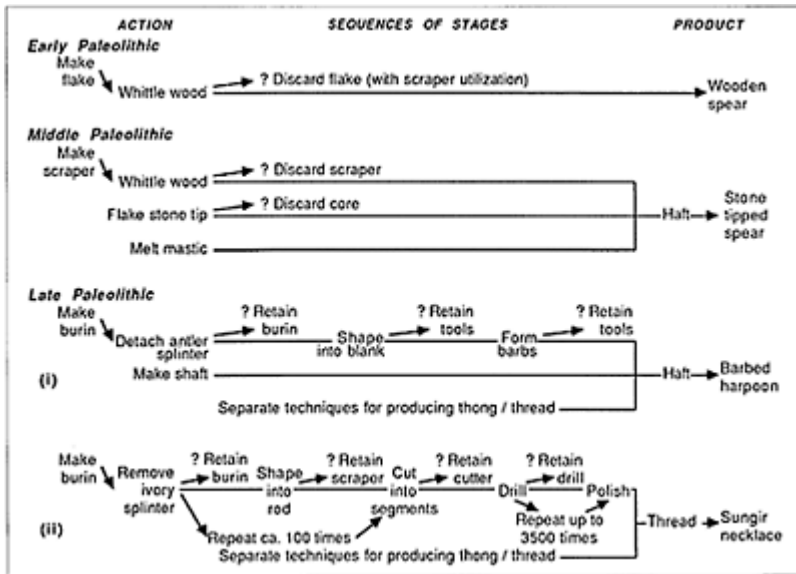 ACTION SEQUENCES OF STAGES PRODUCT
Early Paleolithic
Make flake
Whittle wood
? Discard flake (with scraper utilization)
Wooden spear
Middle Paleolithic
Make scraper
Whittle wood
? Discard scraper
Flake stone tip
? Discard core
Melt mastic
Haft
Stone tipped spear
Late Paleolithic
(i)
Make burin
Detach antler splinter
? Retain burin
Shape into blank
? Retain tools
Form barbs
? Retain tools
Make shaft
Separate techniques for producing thong / thread
Haft
Barbed harpoon
(ii)
Make burin
Remove ivory splinter
? Retain burin
Shape into rod
? Retain scraper
Cut into segments
? Retain cutter
Drill
? Retain drill
Polish
Repeat ca. 100 times
Repeat up to 3500 times
Separate techniques for producing thong / thread
Thread
Sungir necklace